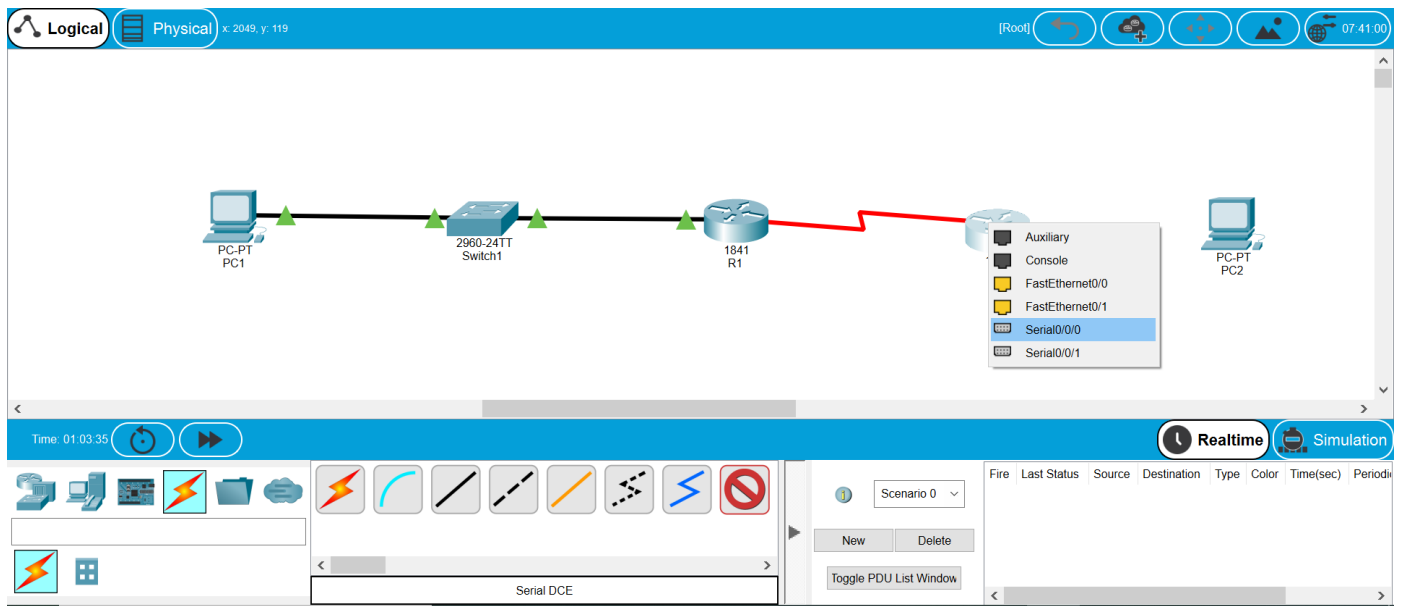 Logical
Physical
x: 2049, y: 119
[Root]
07:41:00
PC-PT
PC1
2960-24TT
Switch1
1841
R1
Auxiliary
Console
FastEthernet0/0
FastEthernet0/1
Serial0/0/0
Serial0/0/1
PC-PT
PC2
Time: 01:03:35
Realtime
Simulation
Scenario 0
New
Delete
Toggle PDU List Window
Fire Last Status Source Destination Type Color Time(sec) Periodi
Serial DCE